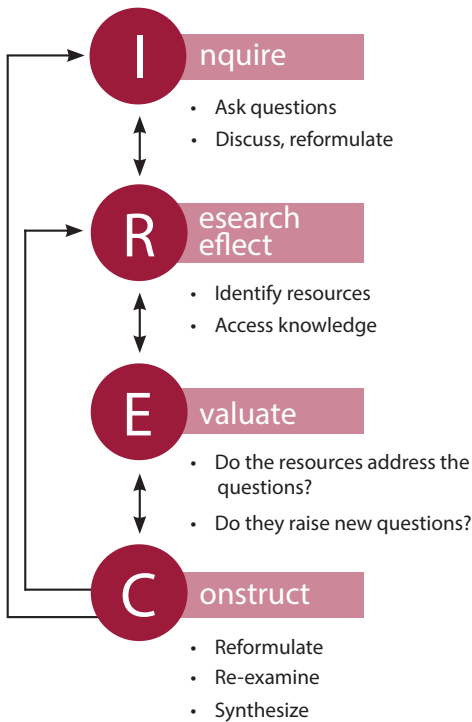 I nquire
• Ask questions
• Discuss, reformulate
R esearch
eflect
• Identify resources
• Access knowledge
E valuate
• Do the resources address the
questions?
• Do they raise new questions?
C onstruct
• Reformulate
• Re-examine
• Synthesize